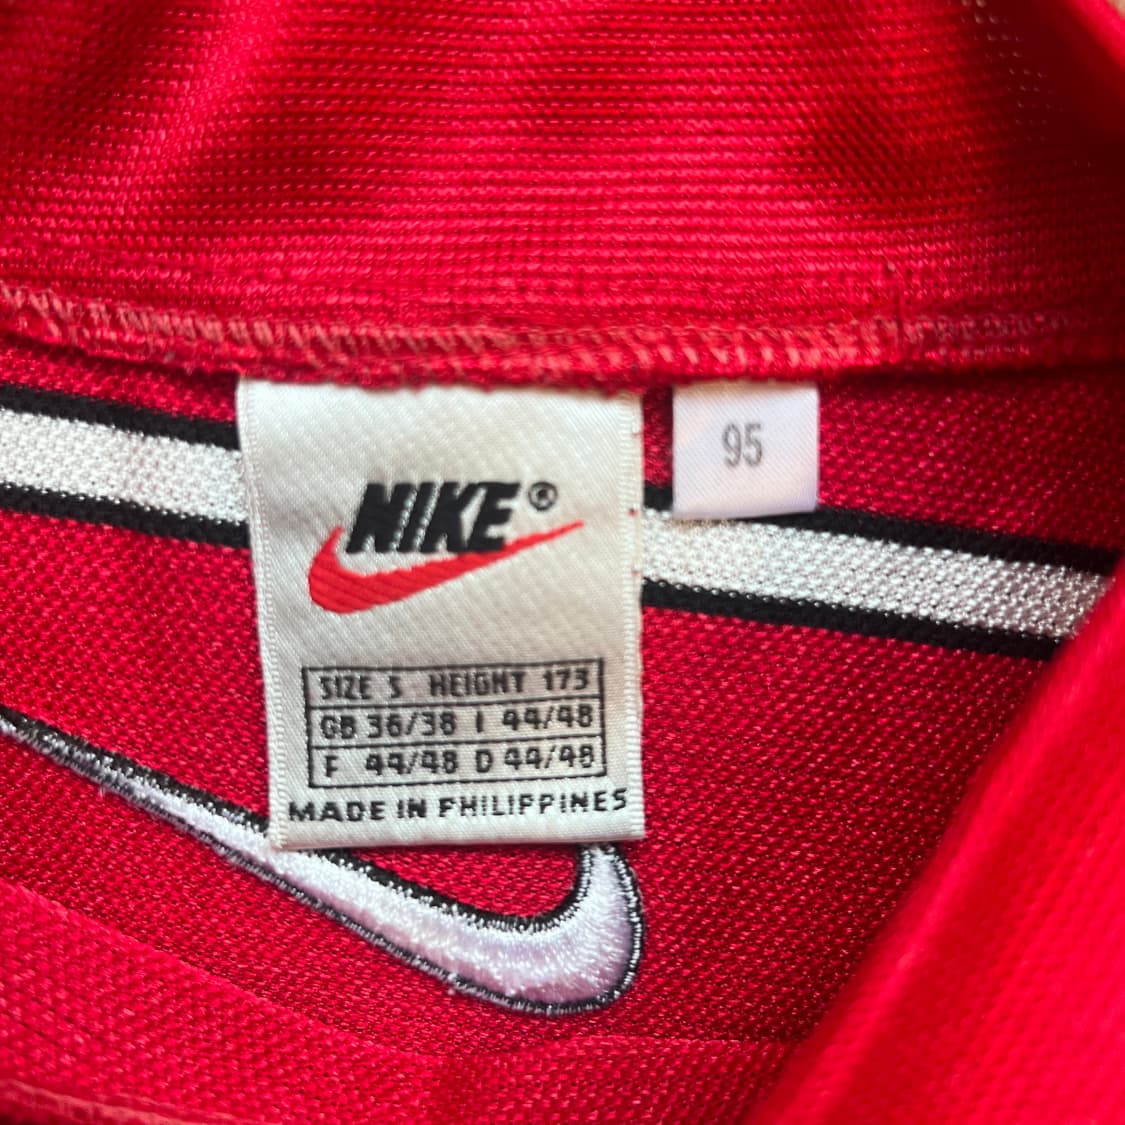 NIKE®
95
SIZE S HEIGHT 173
GB 36/38 I 44/48
F 44/48 D 44/48
MADE IN PHILIPPINES